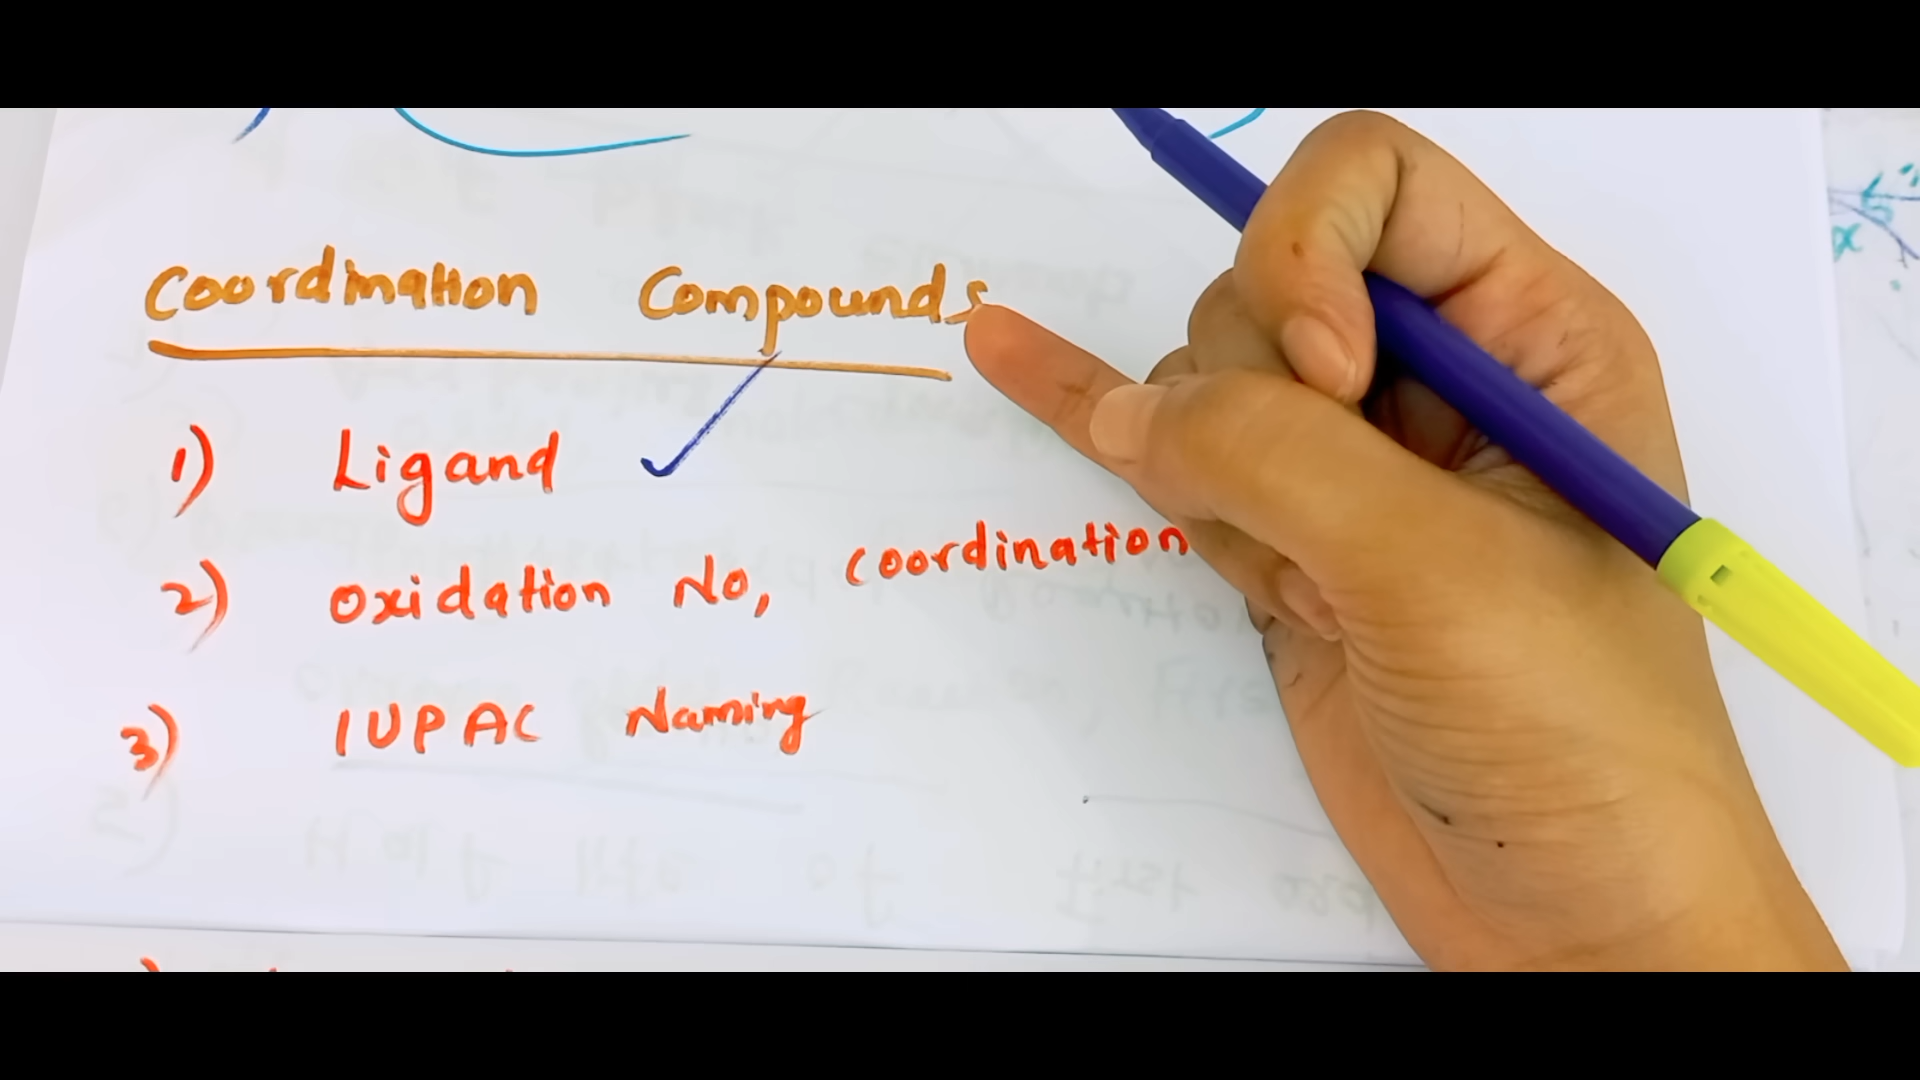 Coordination Compounds
1) Ligand
2) Oxidation No, coordination
3) IUPAC Naming